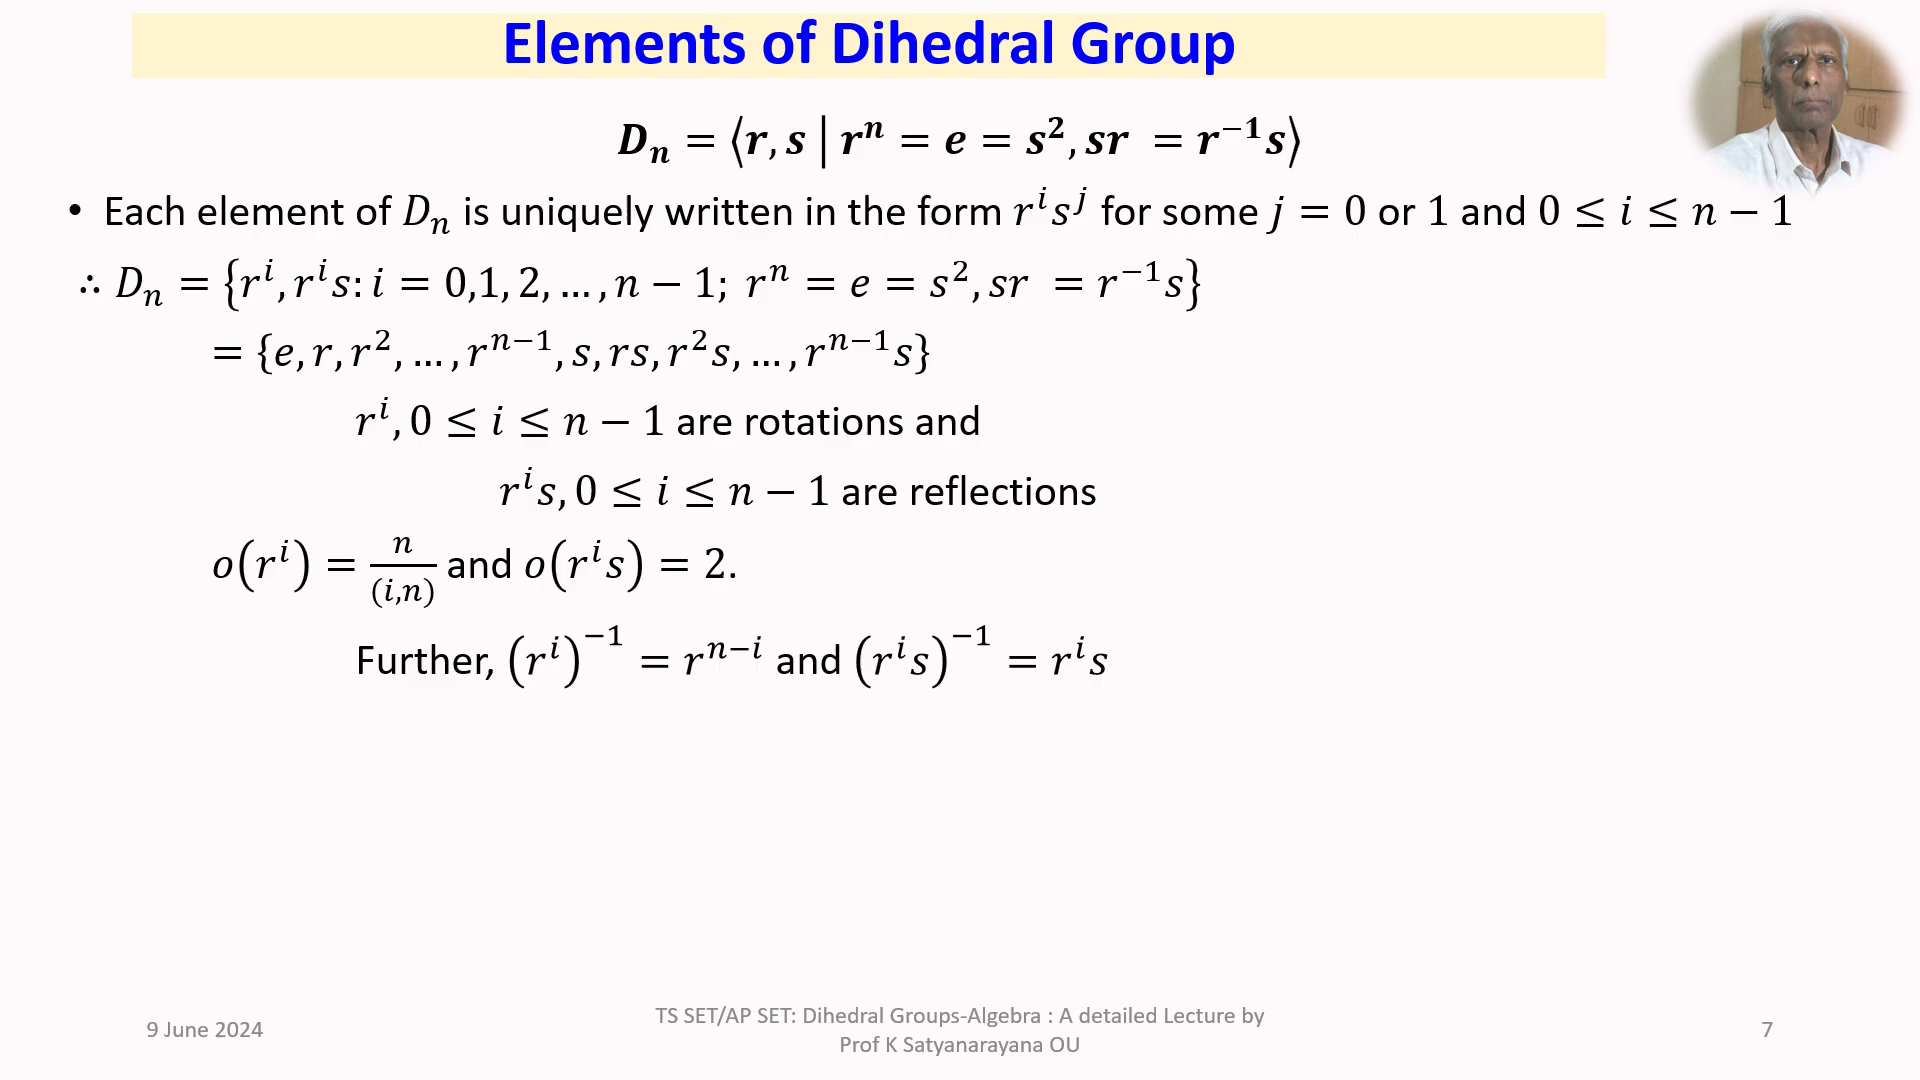 Elements of Dihedral Group
Dₙ = ⟨r, s | rⁿ = e = s², sr = r⁻¹s⟩
• Each element of Dₙ is uniquely written in the form rⁱsʲ for some j = 0 or 1 and 0 ≤ i ≤ n − 1
∴ Dₙ = {rⁱ, rⁱs: i = 0,1, 2, … , n − 1; rⁿ = e = s², sr = r⁻¹s}
= {e, r, r², … , rⁿ⁻¹, s, rs, r²s, … , rⁿ⁻¹s}
rⁱ, 0 ≤ i ≤ n − 1 are rotations and
rⁱs, 0 ≤ i ≤ n − 1 are reflections
o(rⁱ) = n/(i,n) and o(rⁱs) = 2.
Further, (rⁱ)⁻¹ = rⁿ⁻ⁱ and (rⁱs)⁻¹ = rⁱs
9 June 2024
TS SET/AP SET: Dihedral Groups-Algebra : A detailed Lecture by
Prof K Satyanarayana OU
7